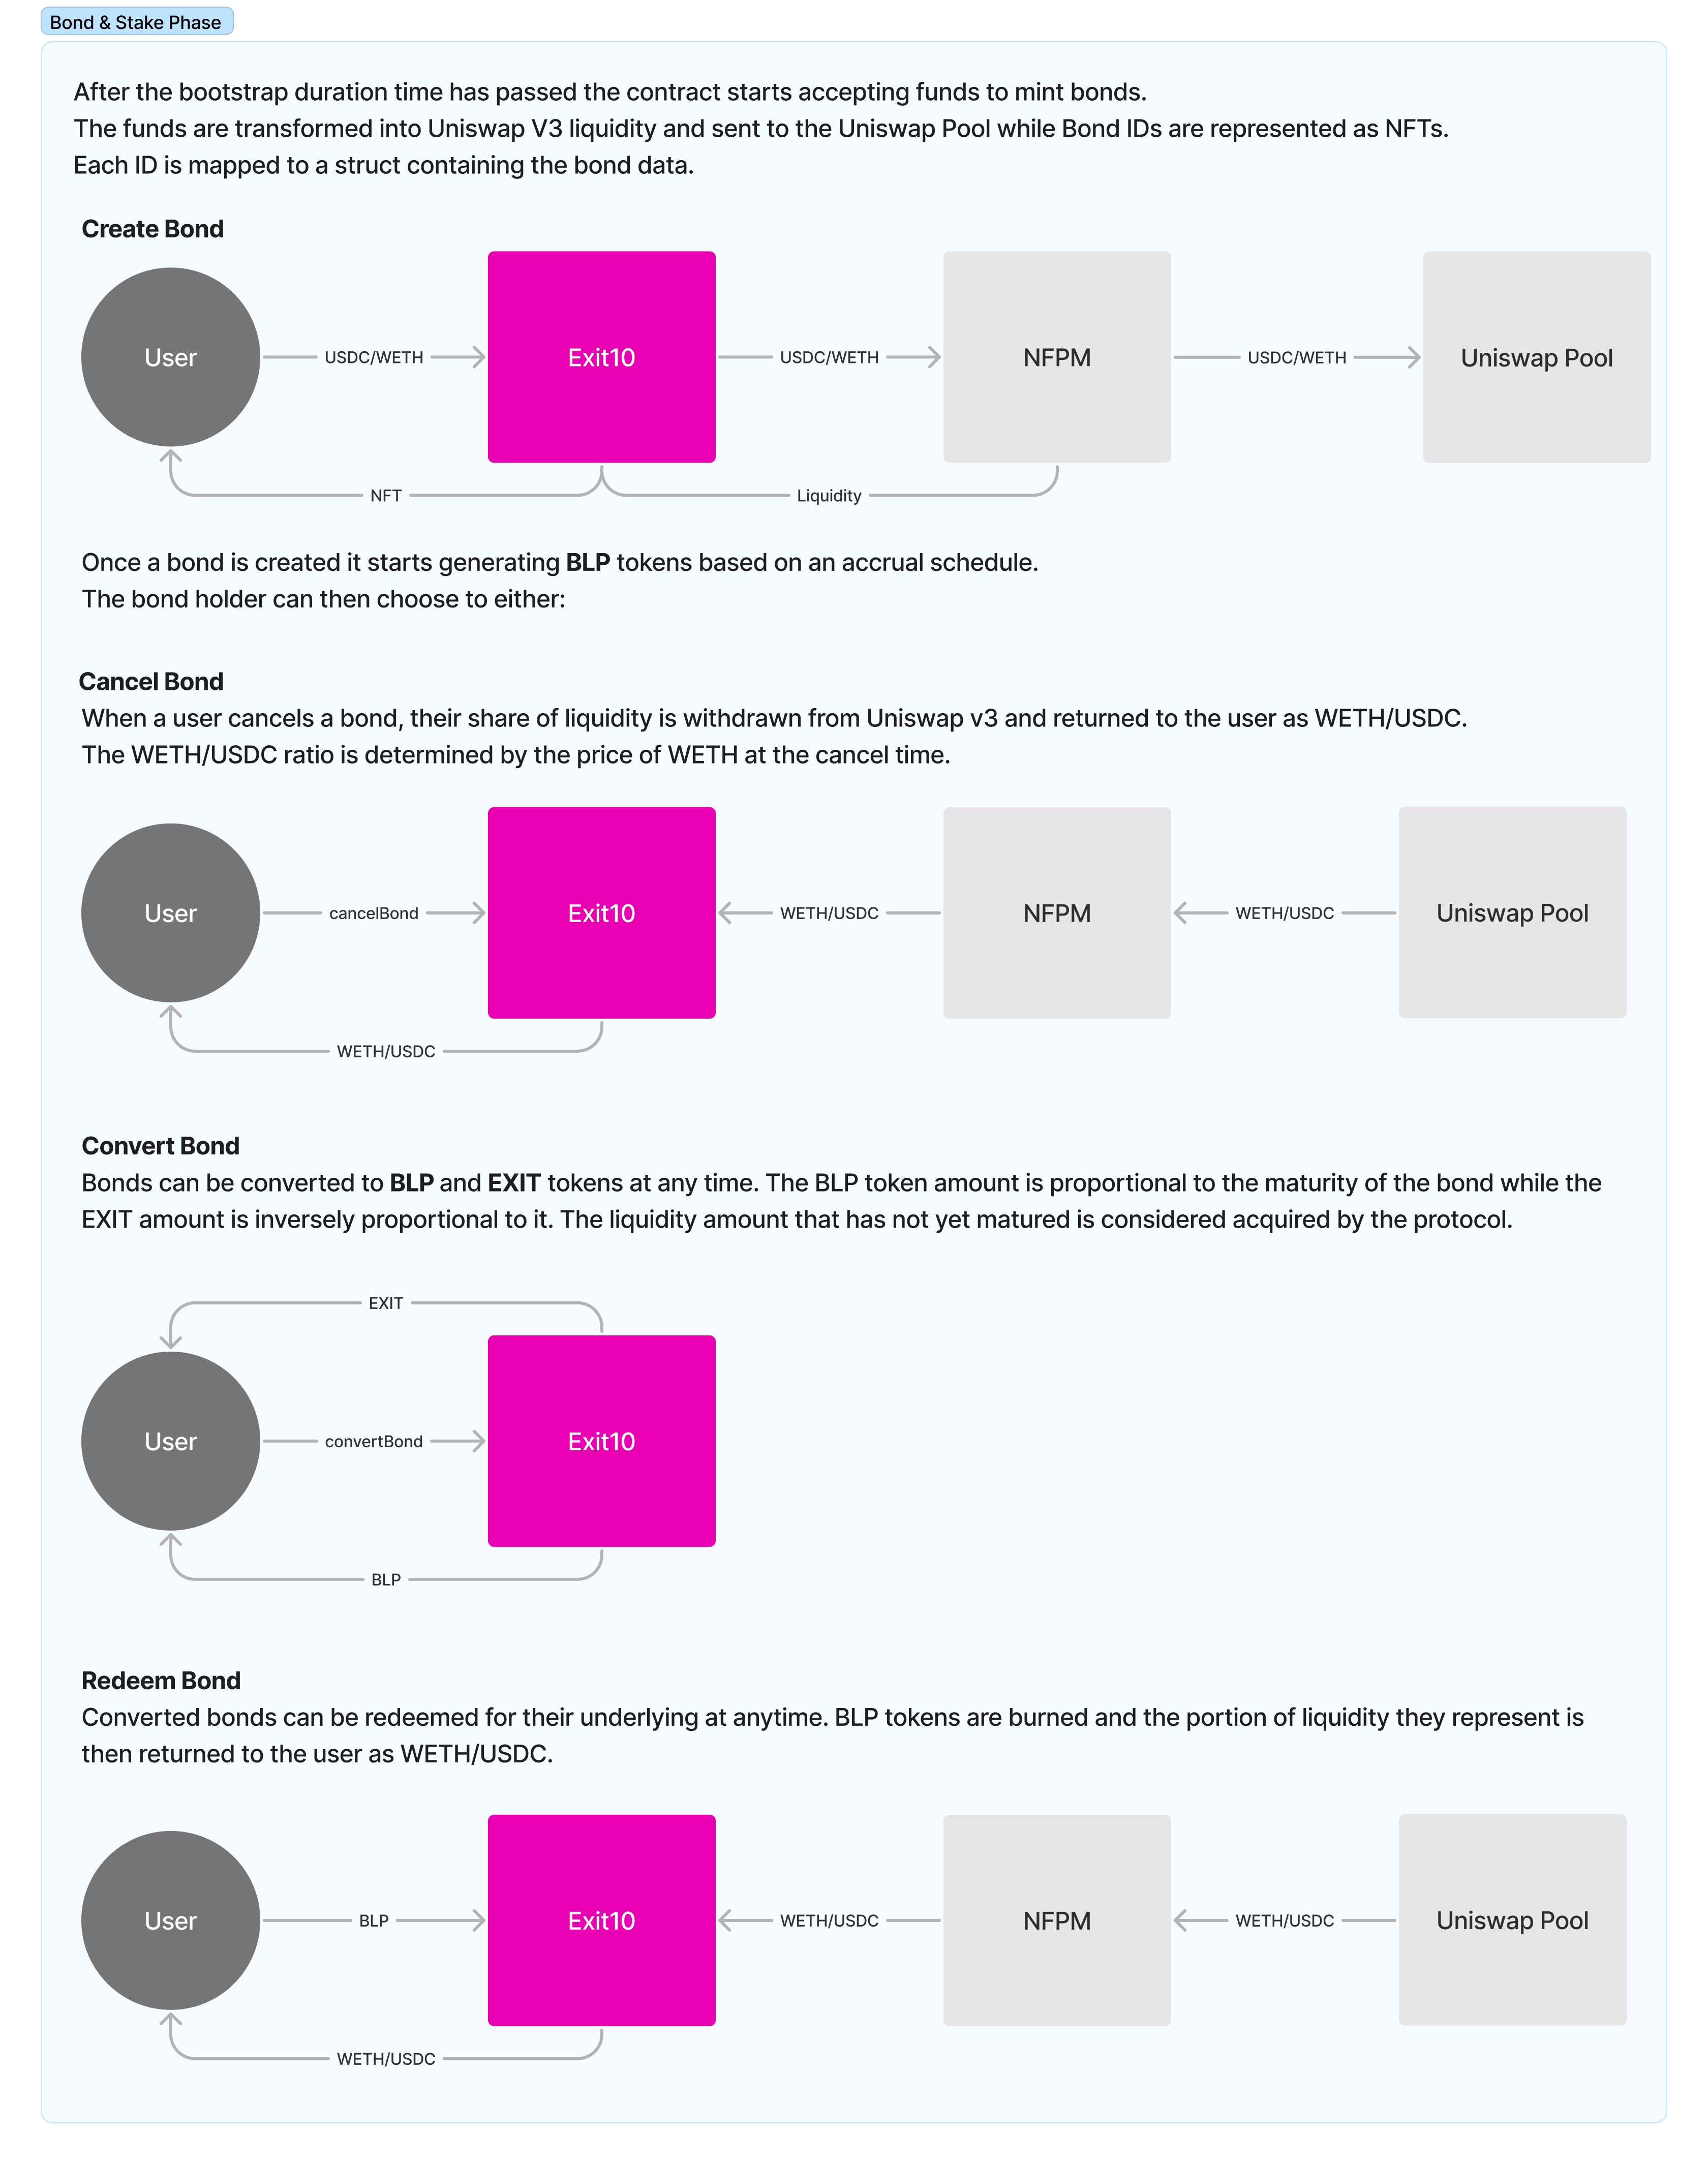 Bond & Stake Phase
After the bootstrap duration time has passed the contract starts accepting funds to mint bonds.
The funds are transformed into Uniswap V3 liquidity and sent to the Uniswap Pool while Bond IDs are represented as NFTs.
Each ID is mapped to a struct containing the bond data.
Create Bond
User
USDC/WETH
Exit10
USDC/WETH
NFPM
USDC/WETH
Uniswap Pool
NFT
Liquidity
Once a bond is created it starts generating BLP tokens based on an accrual schedule.
The bond holder can then choose to either:
Cancel Bond
When a user cancels a bond, their share of liquidity is withdrawn from Uniswap v3 and returned to the user as WETH/USDC.
The WETH/USDC ratio is determined by the price of WETH at the cancel time.
User
cancelBond
Exit10
WETH/USDC
NFPM
WETH/USDC
Uniswap Pool
WETH/USDC
Convert Bond
Bonds can be converted to BLP and EXIT tokens at any time. The BLP token amount is proportional to the maturity of the bond while the
EXIT amount is inversely proportional to it. The liquidity amount that has not yet matured is considered acquired by the protocol.
EXIT
User
convertBond
Exit10
BLP
Redeem Bond
Converted bonds can be redeemed for their underlying at anytime. BLP tokens are burned and the portion of liquidity they represent is
then returned to the user as WETH/USDC.
User
BLP
Exit10
WETH/USDC
NFPM
WETH/USDC
Uniswap Pool
WETH/USDC